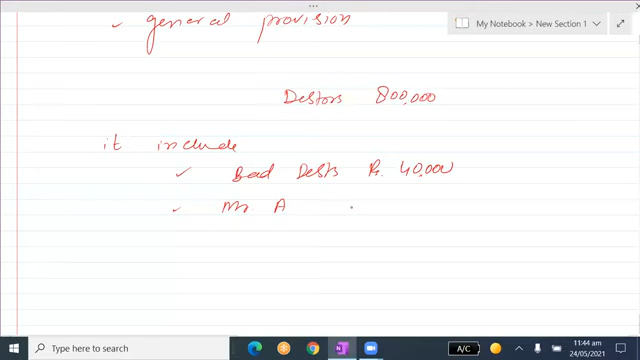 ✓ general provision
My Notebook > New Section 1
Debtors 800,000
it include
✓ Bad Debts Rs. 40,000
✓ Mr A
Type here to search
A/C
11:44 am
24/05/2021